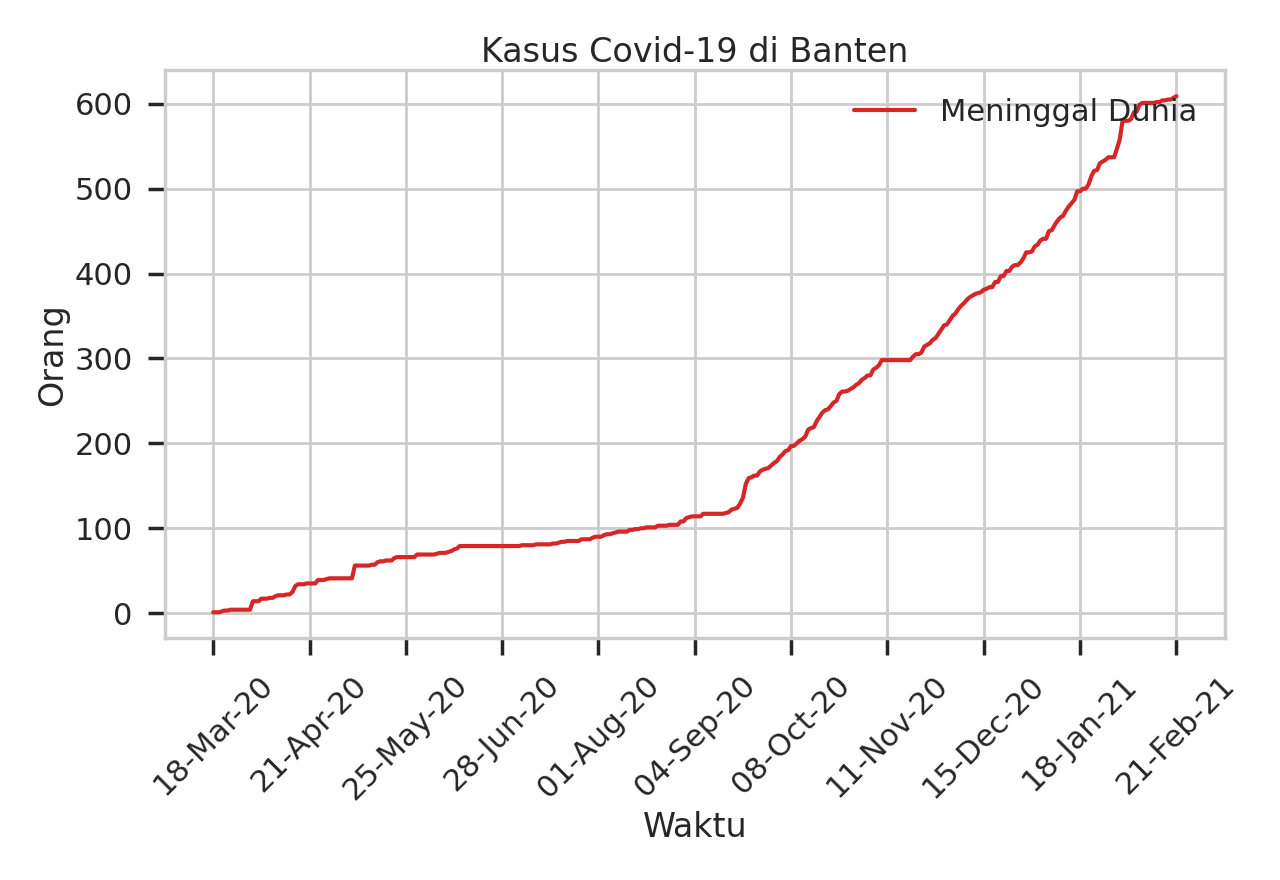 Kasus Covid-19 di Banten
Meninggal Dunia
Orang
600
500
400
300
200
100
0
18-Mar-20
21-Apr-20
25-May-20
28-Jun-20
01-Aug-20
04-Sep-20
08-Oct-20
11-Nov-20
15-Dec-20
18-Jan-21
21-Feb-21
Waktu